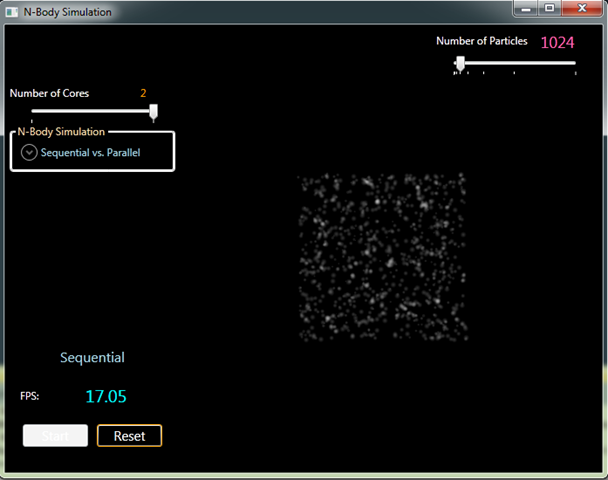 N-Body Simulation
Number of Particles 1024
Number of Cores 2
N-Body Simulation
Sequential vs. Parallel
Sequential
FPS: 17.05
Start Reset